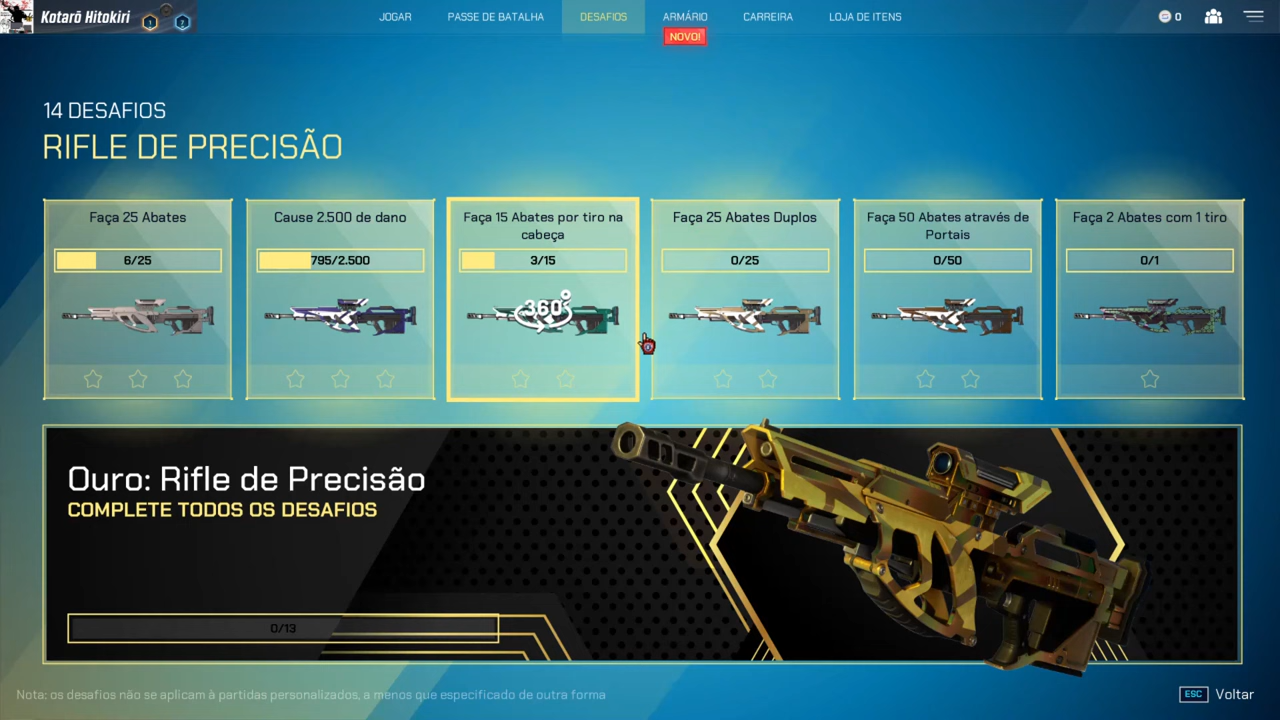 Kotarō Hitokiri
1
2
JOGAR
PASSE DE BATALHA
DESAFIOS
ARMÁRIO
NOVO!
CARREIRA
LOJA DE ITENS
0
14 DESAFIOS
RIFLE DE PRECISÃO
Faça 25 Abates
6/25
Cause 2.500 de dano
795/2.500
Faça 15 Abates por tiro na
cabeça
3/15
360°
Faça 25 Abates Duplos
0/25
Faça 50 Abates através de
Portais
0/50
Faça 2 Abates com 1 tiro
0/1
Ouro: Rifle de Precisão
COMPLETE TODOS OS DESAFIOS
0/13
Nota: os desafios não se aplicam à partidas personalizados, a menos que especificado de outra forma
ESC Voltar